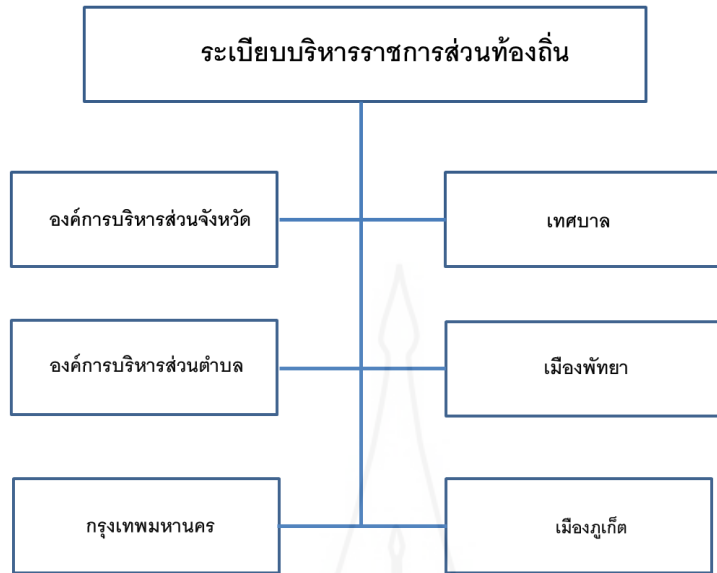 ระเบียบบริหารราชการส่วนท้องถิ่น
องค์การบริหารส่วนจังหวัด
เทศบาล
องค์การบริหารส่วนตำบล
เมืองพัทยา
กรุงเทพมหานคร
เมืองภูเก็ต